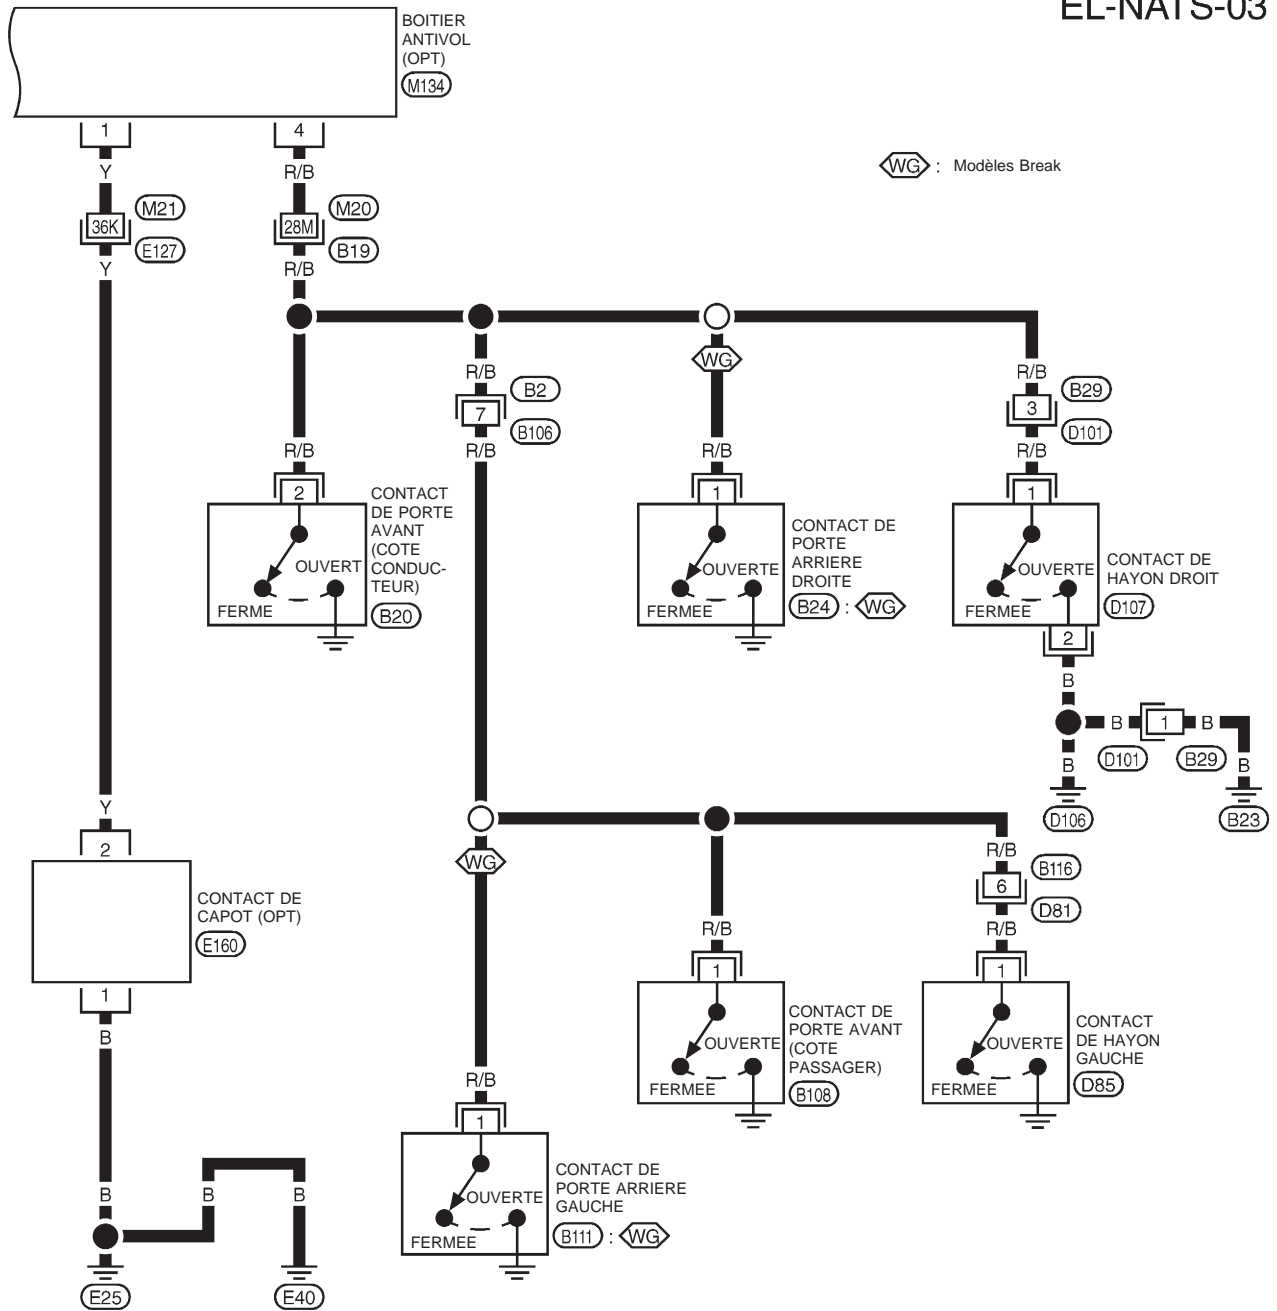 EL-NATS-03
BOITIER
ANTIVOL
(OPT)
M134
1
4
Y
R/B
WG : Modèles Break
36K
M21
E127
28M
M20
B19
Y
R/B
WG
R/B
7
B2
B106
R/B
R/B
3
B29
D101
R/B
R/B
R/B
2
CONTACT
DE PORTE
AVANT
(COTE
CONDUC-
TEUR)
B20
OUVERT
FERME
1
CONTACT DE
PORTE
ARRIERE
DROITE
B24 : WG
OUVERTE
FERMEE
1
CONTACT DE
HAYON DROIT
D107
OUVERTE
FERMEE
2
B
B
1
B
D101
B29
B
B
D106
B23
Y
2
CONTACT DE
CAPOT (OPT)
E160
1
B
WG
R/B
6
B116
D81
R/B
R/B
1
CONTACT DE
PORTE AVANT
(COTE
PASSAGER)
B108
OUVERTE
FERMEE
1
CONTACT
DE HAYON
GAUCHE
D85
OUVERTE
FERMEE
R/B
1
CONTACT DE
PORTE ARRIERE
GAUCHE
B111 : WG
OUVERTE
FERMEE
B
B
B
E25
E40